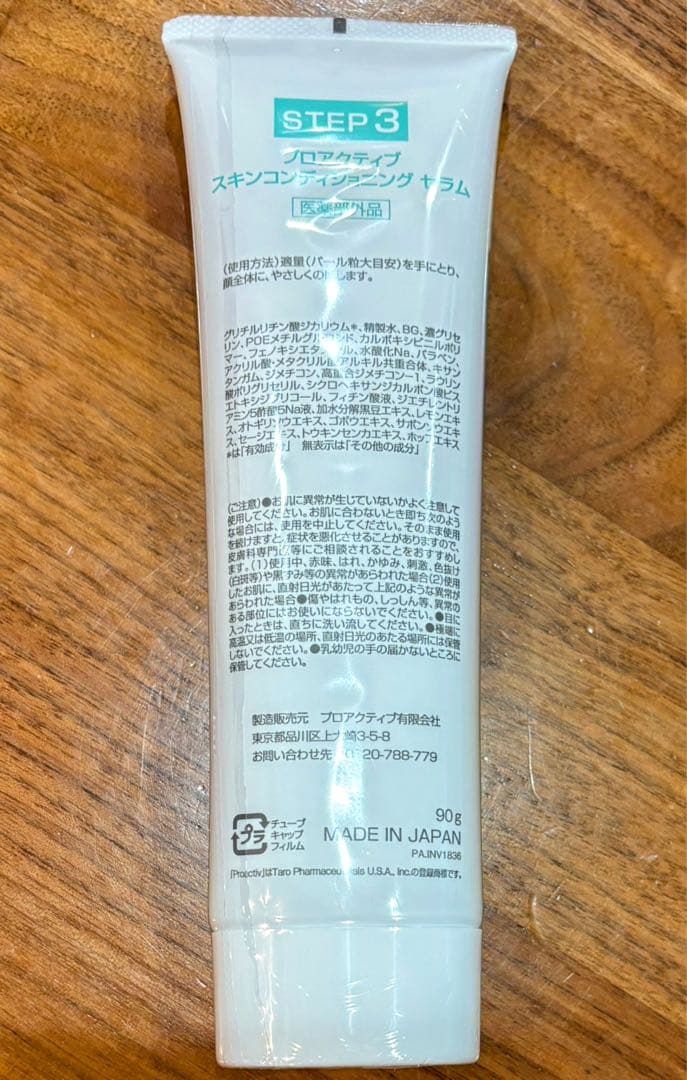 STEP 3
プロアクティブ
スキンコンディショニング セラム
医薬部外品
〈使用方法〉適量(パール粒大目安)を手にとり、
顔全体に、やさしくのばします。
グリチルリチン酸ジカリウム*、精製水、BG、濃グリセ
リン、POEメチルグルコシド、カルボキシビニルポリ
マー、フェノキシエタノール、水酸化Na、パラベン、
アクリル酸・メタクリル酸アルキル共重合体、キサン
タンガム、ジメチコン、高重合ジメチコン-1、ラウリン
酸ポリグリセリル、シクロヘキサンジカルボン酸ビス
エトキシジグリコール、フィチン酸液、ジエチレントリ
アミン5酢酸5Na液、加水分解黒豆エキス、レモンエキ
ス、オトギリソウエキス、ゴボウエキス、サボンソウエキ
ス、セージエキス、トウキンセンカエキス、ホップエキス
*は「有効成分」 無表示は「その他の成分」
〈ご注意〉●お肌に異常が生じていないかよく注意して
使用してください。お肌に合わないとき即ち次のよう
な場合には、使用を中止してください。そのまま使用
を続けますと、症状を悪化させることがありますので、
皮膚科専門医等にご相談されることをおすすめしま
す。(1)使用中、赤味、はれ、かゆみ、刺激、色抜け
(白斑等)や黒ずみ等の異常があらわれた場合(2)使用
したお肌に、直射日光があたって上記のような異常が
あらわれた場合●傷やはれもの、しっしん等、異常の
ある部位にはお使いにならないでください。●目に
入ったときは、直ちに洗い流してください。●極端に
高温又は低温の場所、直射日光のあたる場所には保管
しないでください。●乳幼児の手の届かないところに
保管してください。
製造販売元 プロアクティブ有限会社
東京都品川区上大崎3-5-8
お問い合わせ先 0120-788-779
プラ
チューブ
キャップ
フィルム
90g
MADE IN JAPAN
PA.INV1836
「Proactiv」はTaro Pharmaceuticals U.S.A., Inc.の登録商標です。